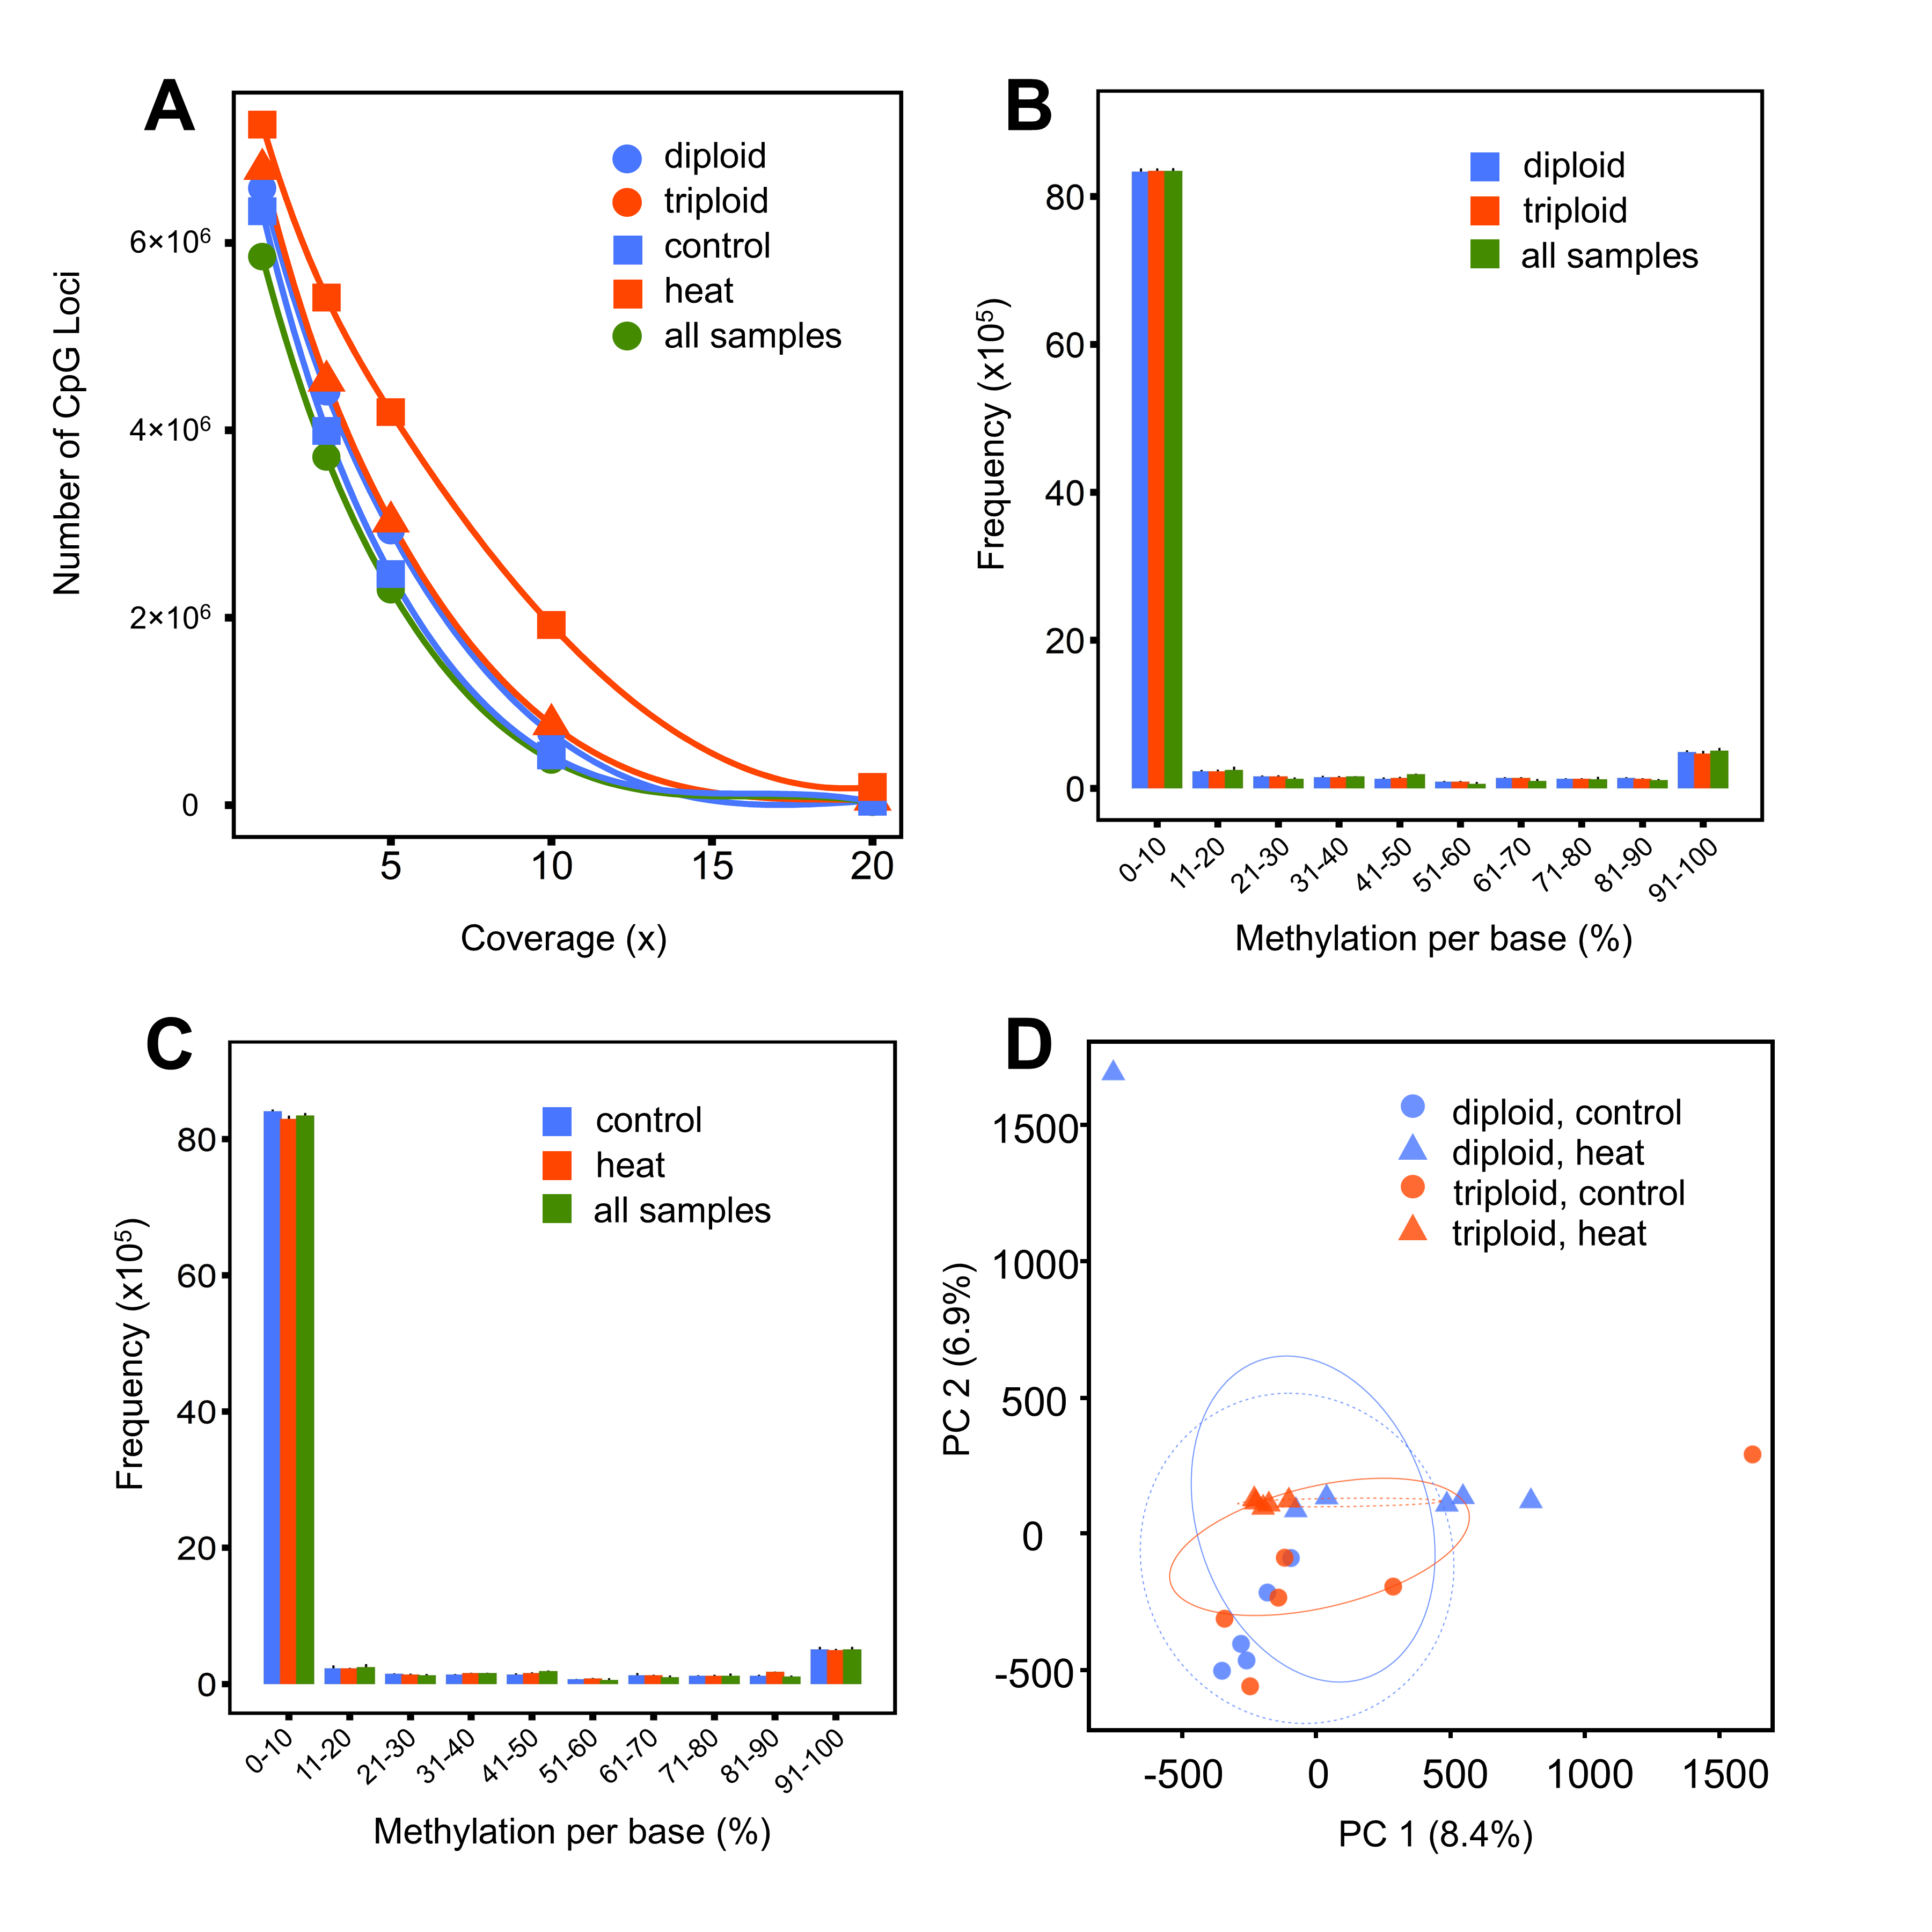 A
diploid
triploid
control
heat
all samples
Number of CpG Loci
6×10⁶
4×10⁶
2×10⁶
0
5
10
15
20
Coverage (x)
B
diploid
triploid
all samples
Frequency (x10⁵)
80
60
40
20
0
0-10
11-20
21-30
31-40
41-50
51-60
61-70
71-80
81-90
91-100
Methylation per base (%)
C
control
heat
all samples
Frequency (x10⁵)
80
60
40
20
0
0-10
11-20
21-30
31-40
41-50
51-60
61-70
71-80
81-90
91-100
Methylation per base (%)
D
diploid, control
diploid, heat
triploid, control
triploid, heat
PC 2 (6.9%)
1500
1000
500
0
-500
-500
0
500
1000
1500
PC 1 (8.4%)